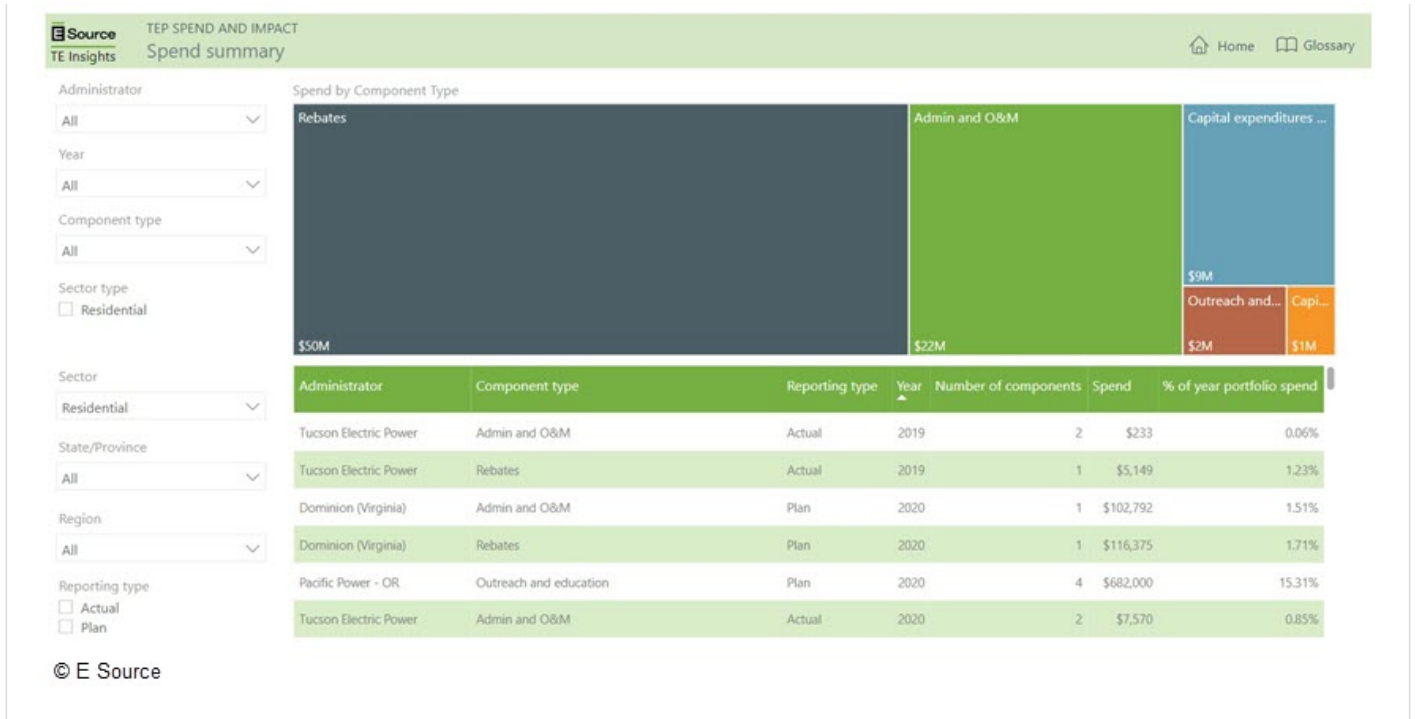 E Source
TE Insights
TEP SPEND AND IMPACT
Spend summary
Home
Glossary
Administrator
All
Year
All
Component type
All
Sector type
Residential
Sector
Residential
State/Province
All
Region
All
Reporting type
Actual
Plan
Spend by Component Type
Rebates
$50M
Admin and O&M
$22M
Capital expenditures ...
$9M
Outreach and...
$2M
Capi...
$1M
Administrator Component type Reporting type Year Number of components Spend % of year portfolio spend
Tucson Electric Power Admin and O&M Actual 2019 2 $233 0.06%
Tucson Electric Power Rebates Actual 2019 1 $5,149 1.23%
Dominion (Virginia) Admin and O&M Plan 2020 1 $102,792 1.51%
Dominion (Virginia) Rebates Plan 2020 1 $116,375 1.71%
Pacific Power - OR Outreach and education Plan 2020 4 $682,000 15.31%
Tucson Electric Power Admin and O&M Actual 2020 2 $7,570 0.85%
© E Source